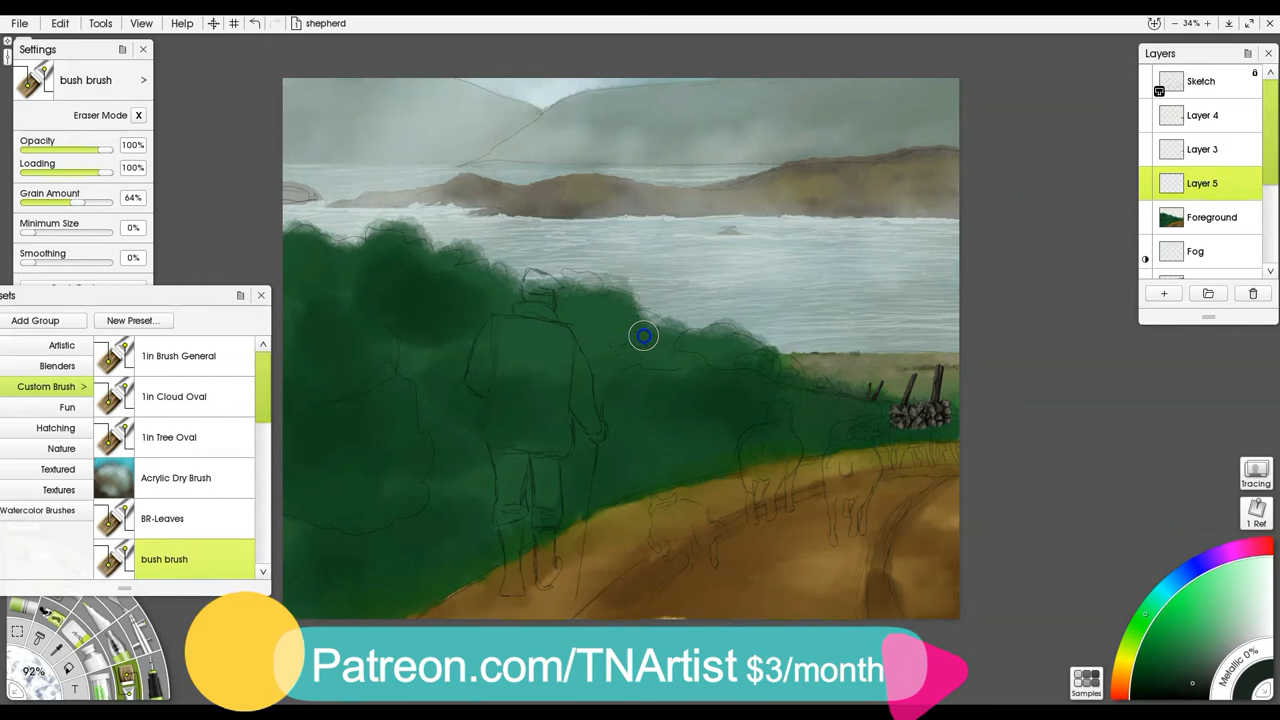 File Edit Tools View Help shepherd 34%
Settings
bush brush >
Eraser Mode X
Opacity 100%
Loading 100%
Grain Amount 64%
Minimum Size 0%
Smoothing 0%
sets
Add Group New Preset...
Artistic
Blenders
Custom Brush >
Fun
Hatching
Nature
Textured
Textures
Watercolor Brushes
1in Brush General
1in Cloud Oval
1in Tree Oval
Acrylic Dry Brush
BR-Leaves
bush brush
92%
T
Layers
Sketch
Layer 4
Layer 3
Layer 5
Foreground
Fog
Tracing
1 Ref
Samples
Metallic 0%
Patreon.com/TNArtist $3/month